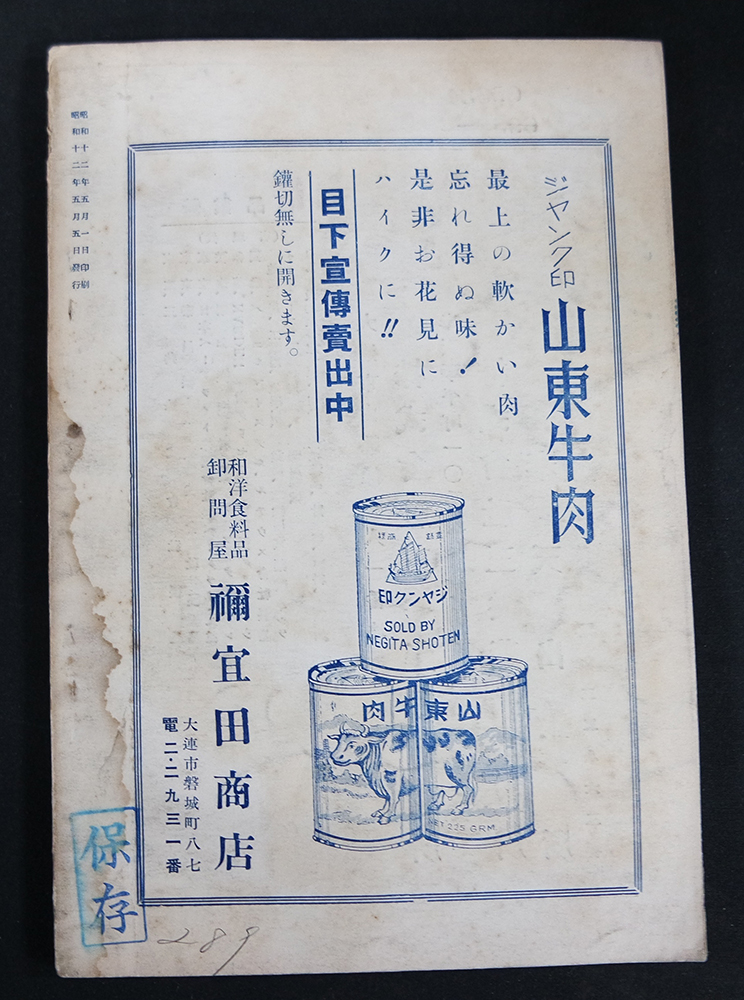 ジヤンク印
山東牛肉
最上の軟かい肉
忘れ得ぬ味！
是非お花見に
ハイクに!!
目下宣傳賣出中
鑵切無しに開きます。
和洋食料品
卸問屋
禰宜田商店
大連市磐城町八七
電二・二九三一番
印クンヤジ
SOLD BY
NEGITA SHOTEN
肉牛東山
NET 225 GRM
昭和十二年五月一日印刷
昭和十二年五月五日發行
保存
289